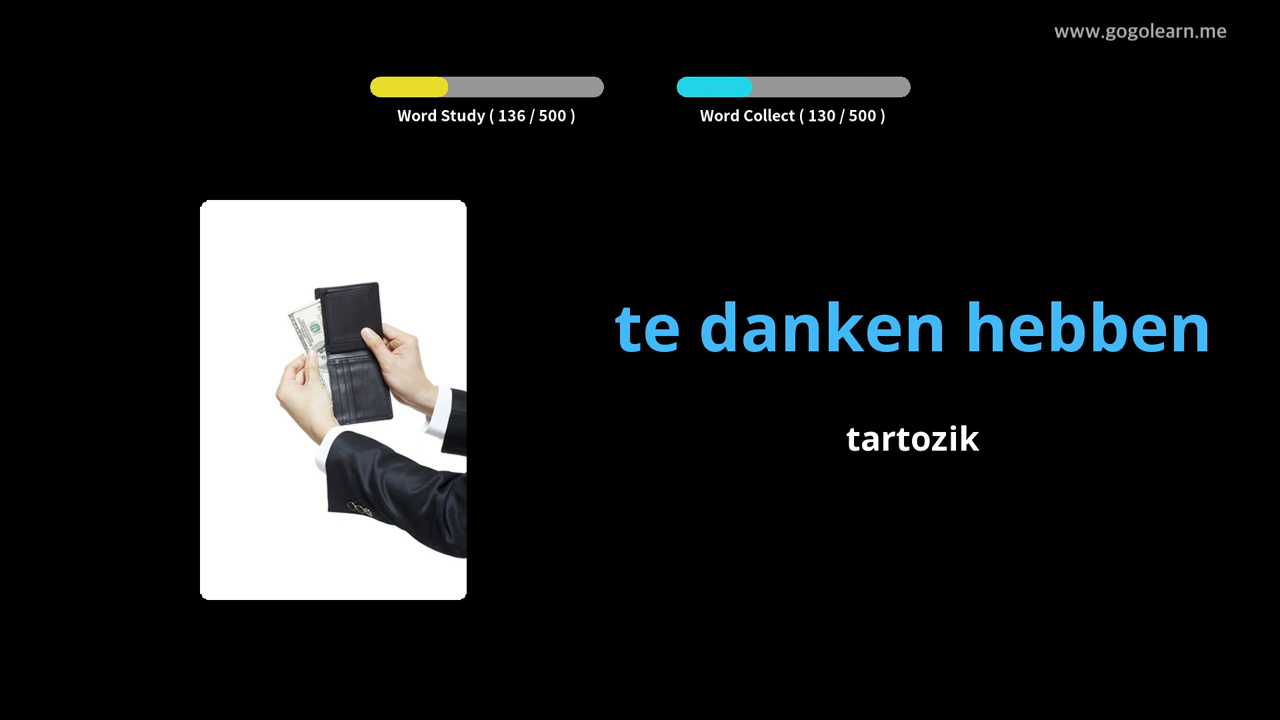 www.gogolearn.me
Word Study ( 136 / 500 )
Word Collect ( 130 / 500 )
te danken hebben
tartozik